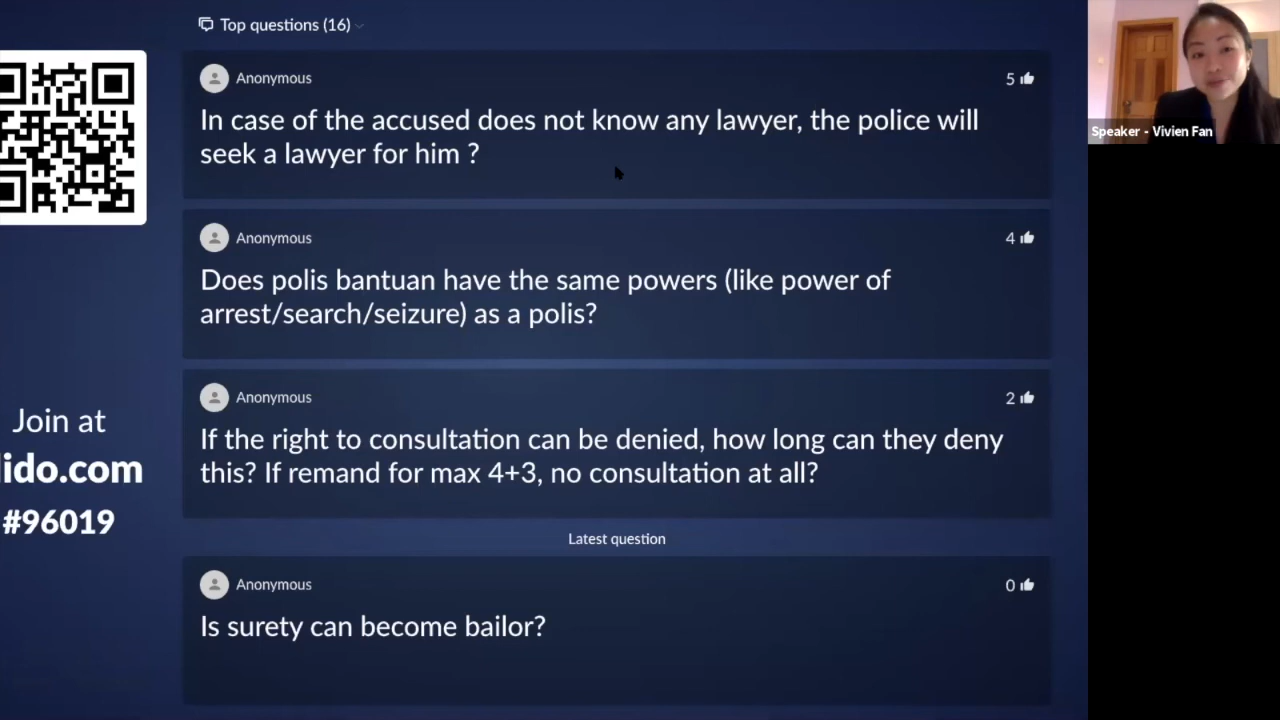 Top questions (16)
Anonymous
5
In case of the accused does not know any lawyer, the police will
seek a lawyer for him ?
Anonymous
4
Does polis bantuan have the same powers (like power of
arrest/search/seizure) as a polis?
Anonymous
2
If the right to consultation can be denied, how long can they deny
this? If remand for max 4+3, no consultation at all?
Latest question
Anonymous
0
Is surety can become bailor?
Join at
lido.com
#96019
Speaker - Vivien Fan